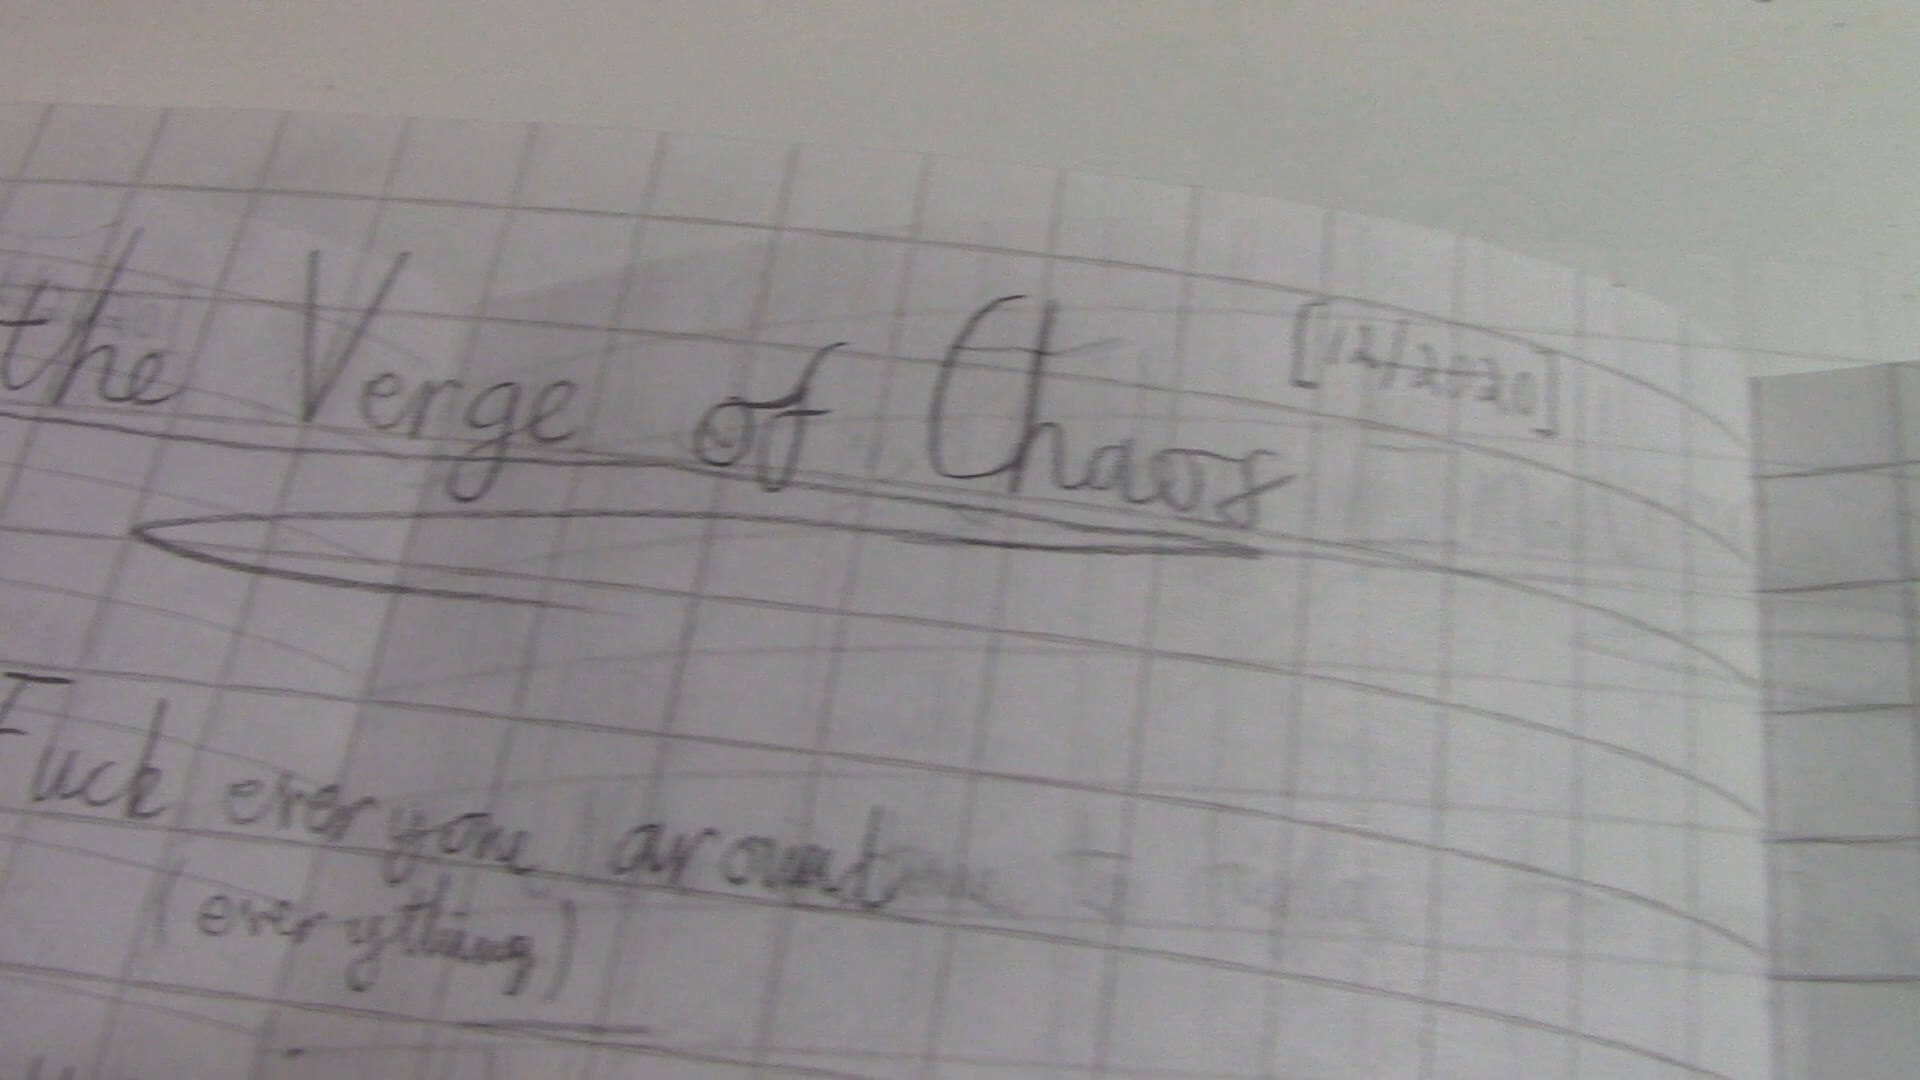 the Verge of Chaos [12/2020]
Fuck everyone around
(everything)